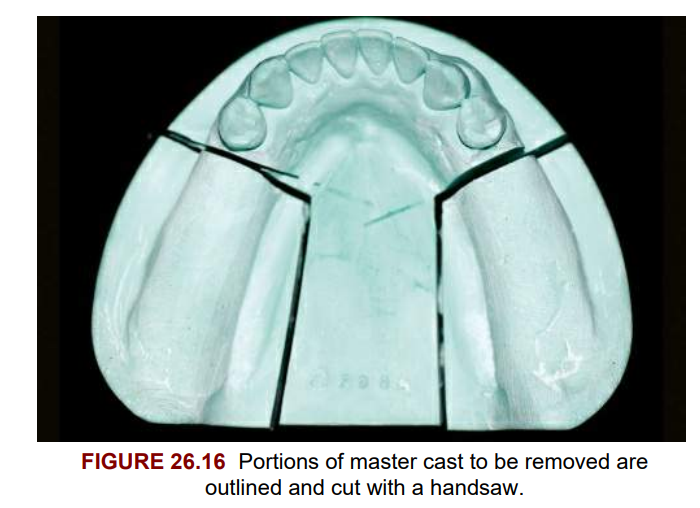 FIGURE 26.16 Portions of master cast to be removed are
outlined and cut with a handsaw.